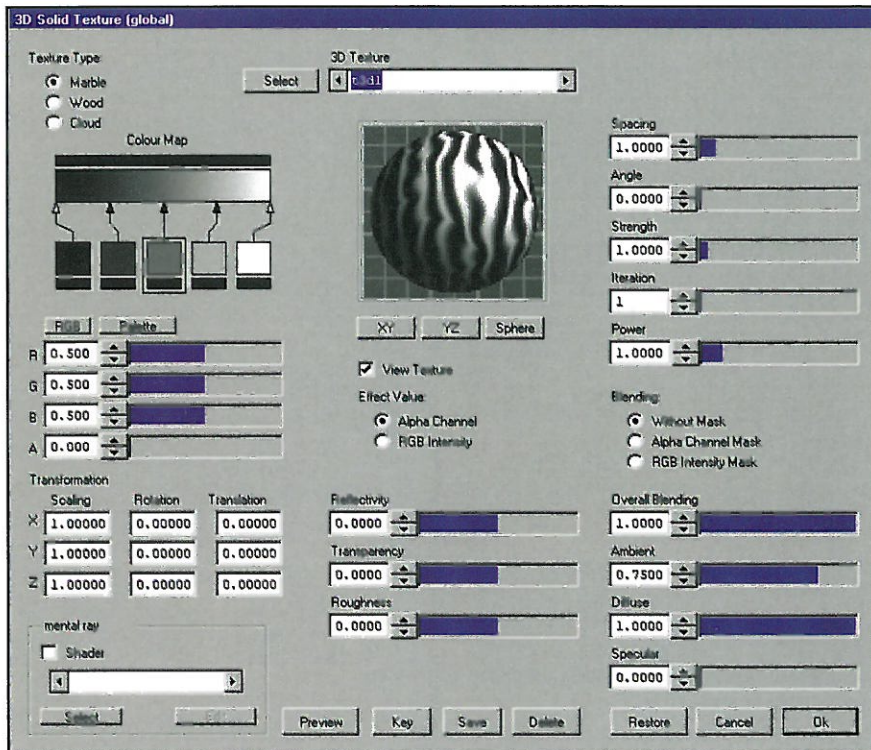 3D Solid Texture (global)
Texture Type:
Marble
Wood
Cloud
Select
3D Texture
Colour Map
RGB
Palette
R 0.500
G 0.500
B 0.500
A 0.000
XY
YZ
Sphere
View Texture
Effect Value:
Alpha Channel
RGB Intensity
Spacing
1.0000
Angle
0.0000
Strength
1.0000
Iteration
1
Power
1.0000
Blending:
Without Mask
Alpha Channel Mask
RGB Intensity Mask
Transformation
Scaling Rotation Translation
X 1.00000 0.00000 0.00000
Y 1.00000 0.00000 0.00000
Z 1.00000 0.00000 0.00000
Reflectivity
0.0000
Transparency
0.0000
Roughness
0.0000
Overall Blending
1.0000
Ambient
0.7500
Diffuse
1.0000
Specular
0.0000
mental ray
Shader
Select
Preview
Key
Save
Delete
Restore
Cancel
Ok